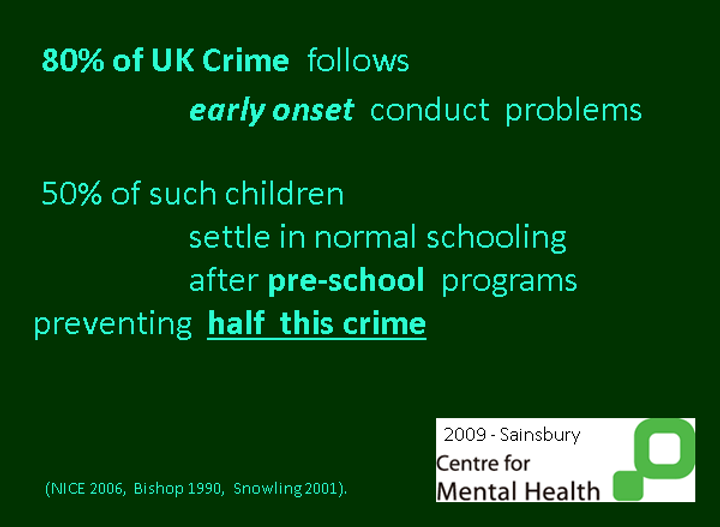 80% of UK Crime follows
early onset conduct problems
50% of such children
settle in normal schooling
after pre-school programs
preventing half this crime
2009 - Sainsbury
Centre for
Mental Health
(NICE 2006, Bishop 1990, Snowling 2001).